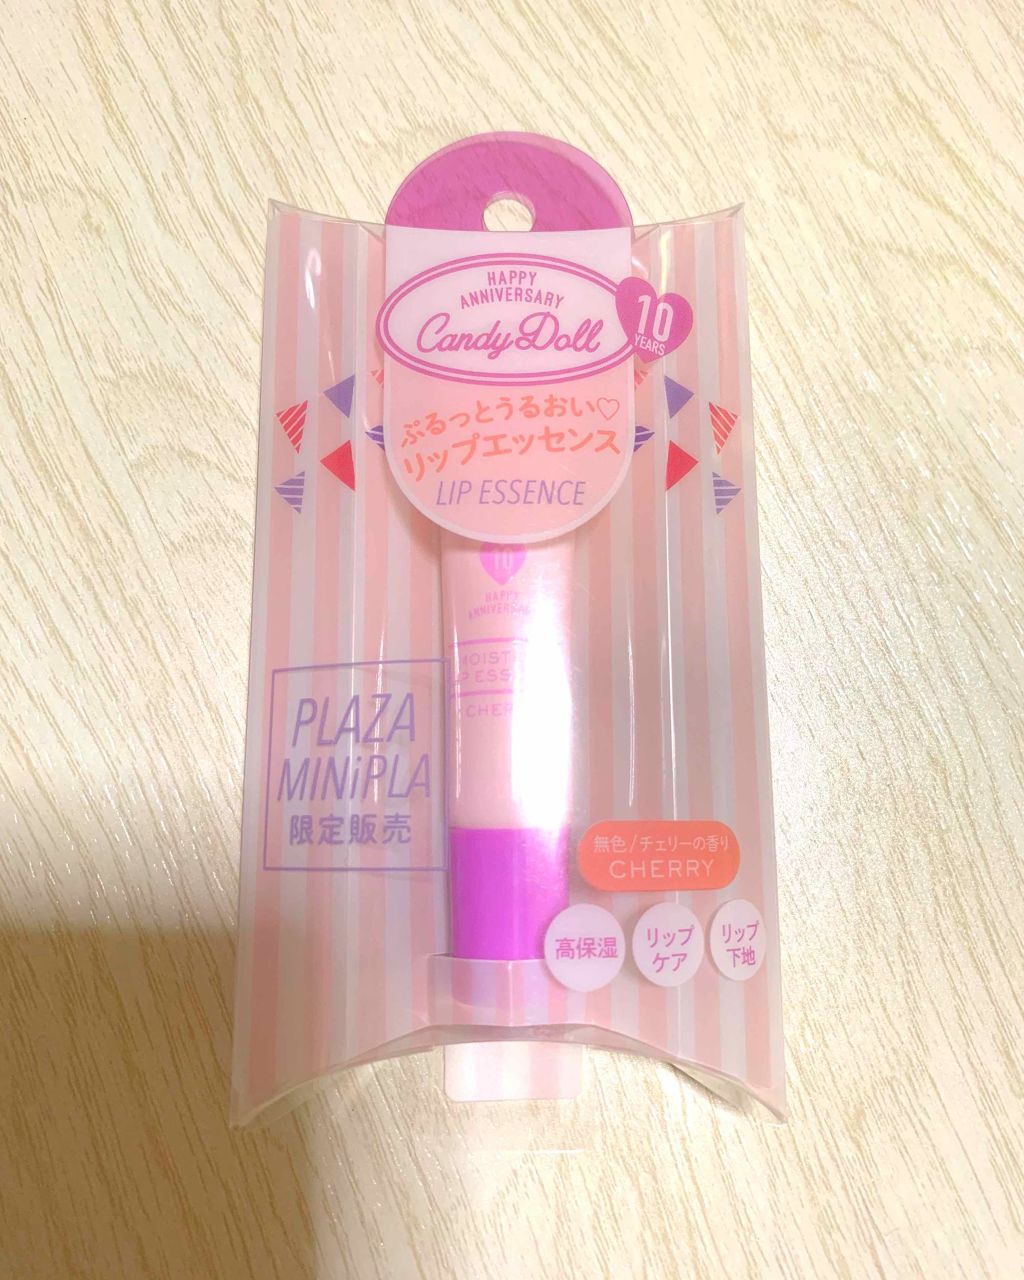 HAPPY
ANNIVERSARY
Candy Doll
10
YEARS
ぷるっとうるおい♡
リップエッセンス
LIP ESSENCE
10
HAPPY
PLAZA
MINiPLA
限定販売
無色/チェリーの香り
CHERRY
高保湿
リップ
ケア
リップ
下地